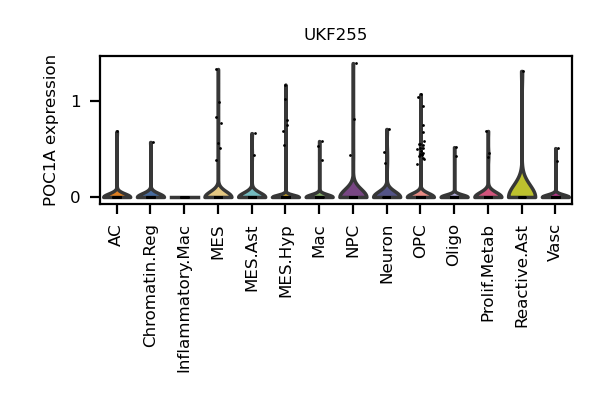 UKF255
POC1A expression
1
0
AC
Chromatin.Reg
Inflammatory.Mac
MES
MES.Ast
MES.Hyp
Mac
NPC
Neuron
OPC
Oligo
Prolif.Metab
Reactive.Ast
Vasc